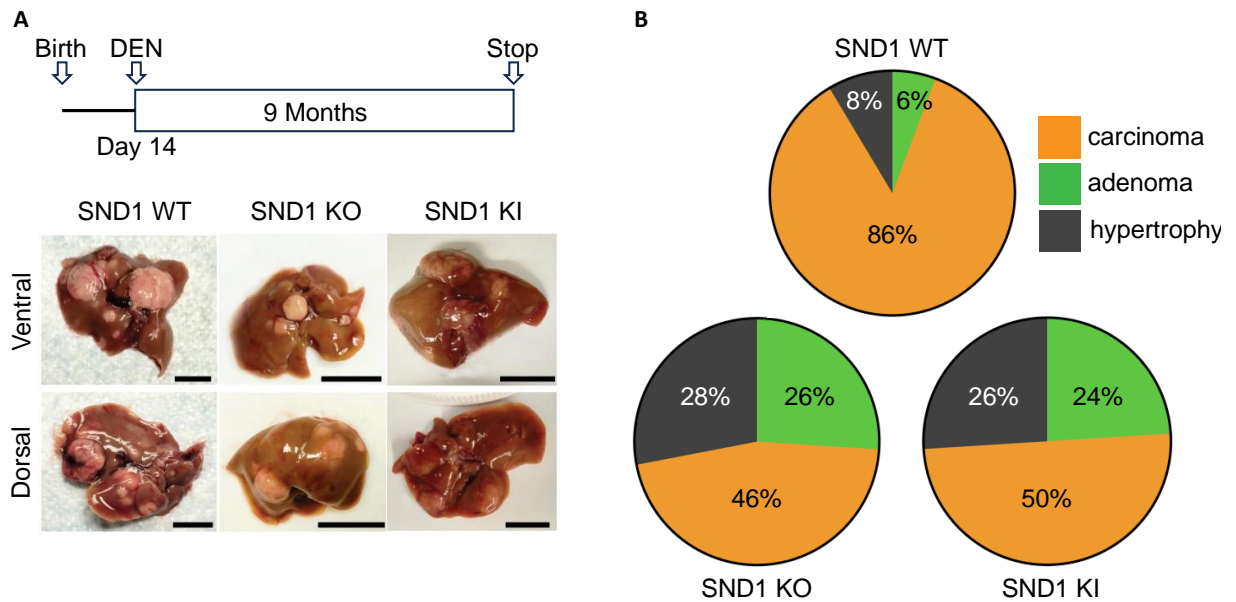 A
Birth DEN Stop
9 Months
Day 14
SND1 WT SND1 KO SND1 KI
Ventral
Dorsal
B
SND1 WT
8% 6%
86%
carcinoma
adenoma
hypertrophy
28% 26%
46%
SND1 KO
26% 24%
50%
SND1 KI